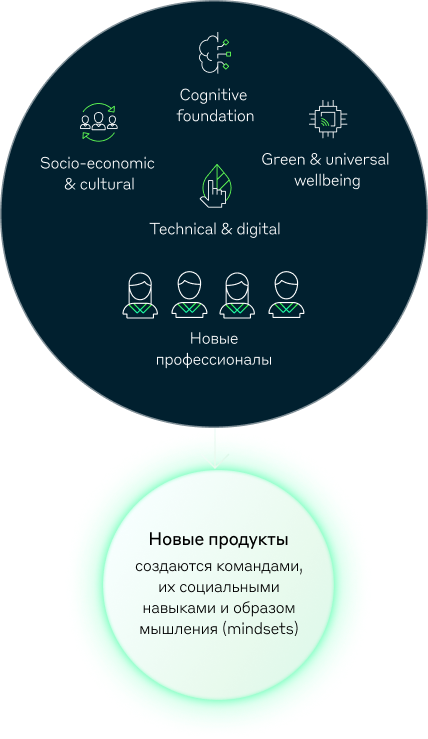 Cognitive
foundation
Socio-economic
& cultural
Green & universal
wellbeing
Technical & digital
Новые
профессионалы
Новые продукты
создаются командами,
их социальными
навыками и образом
мышления (mindsets)